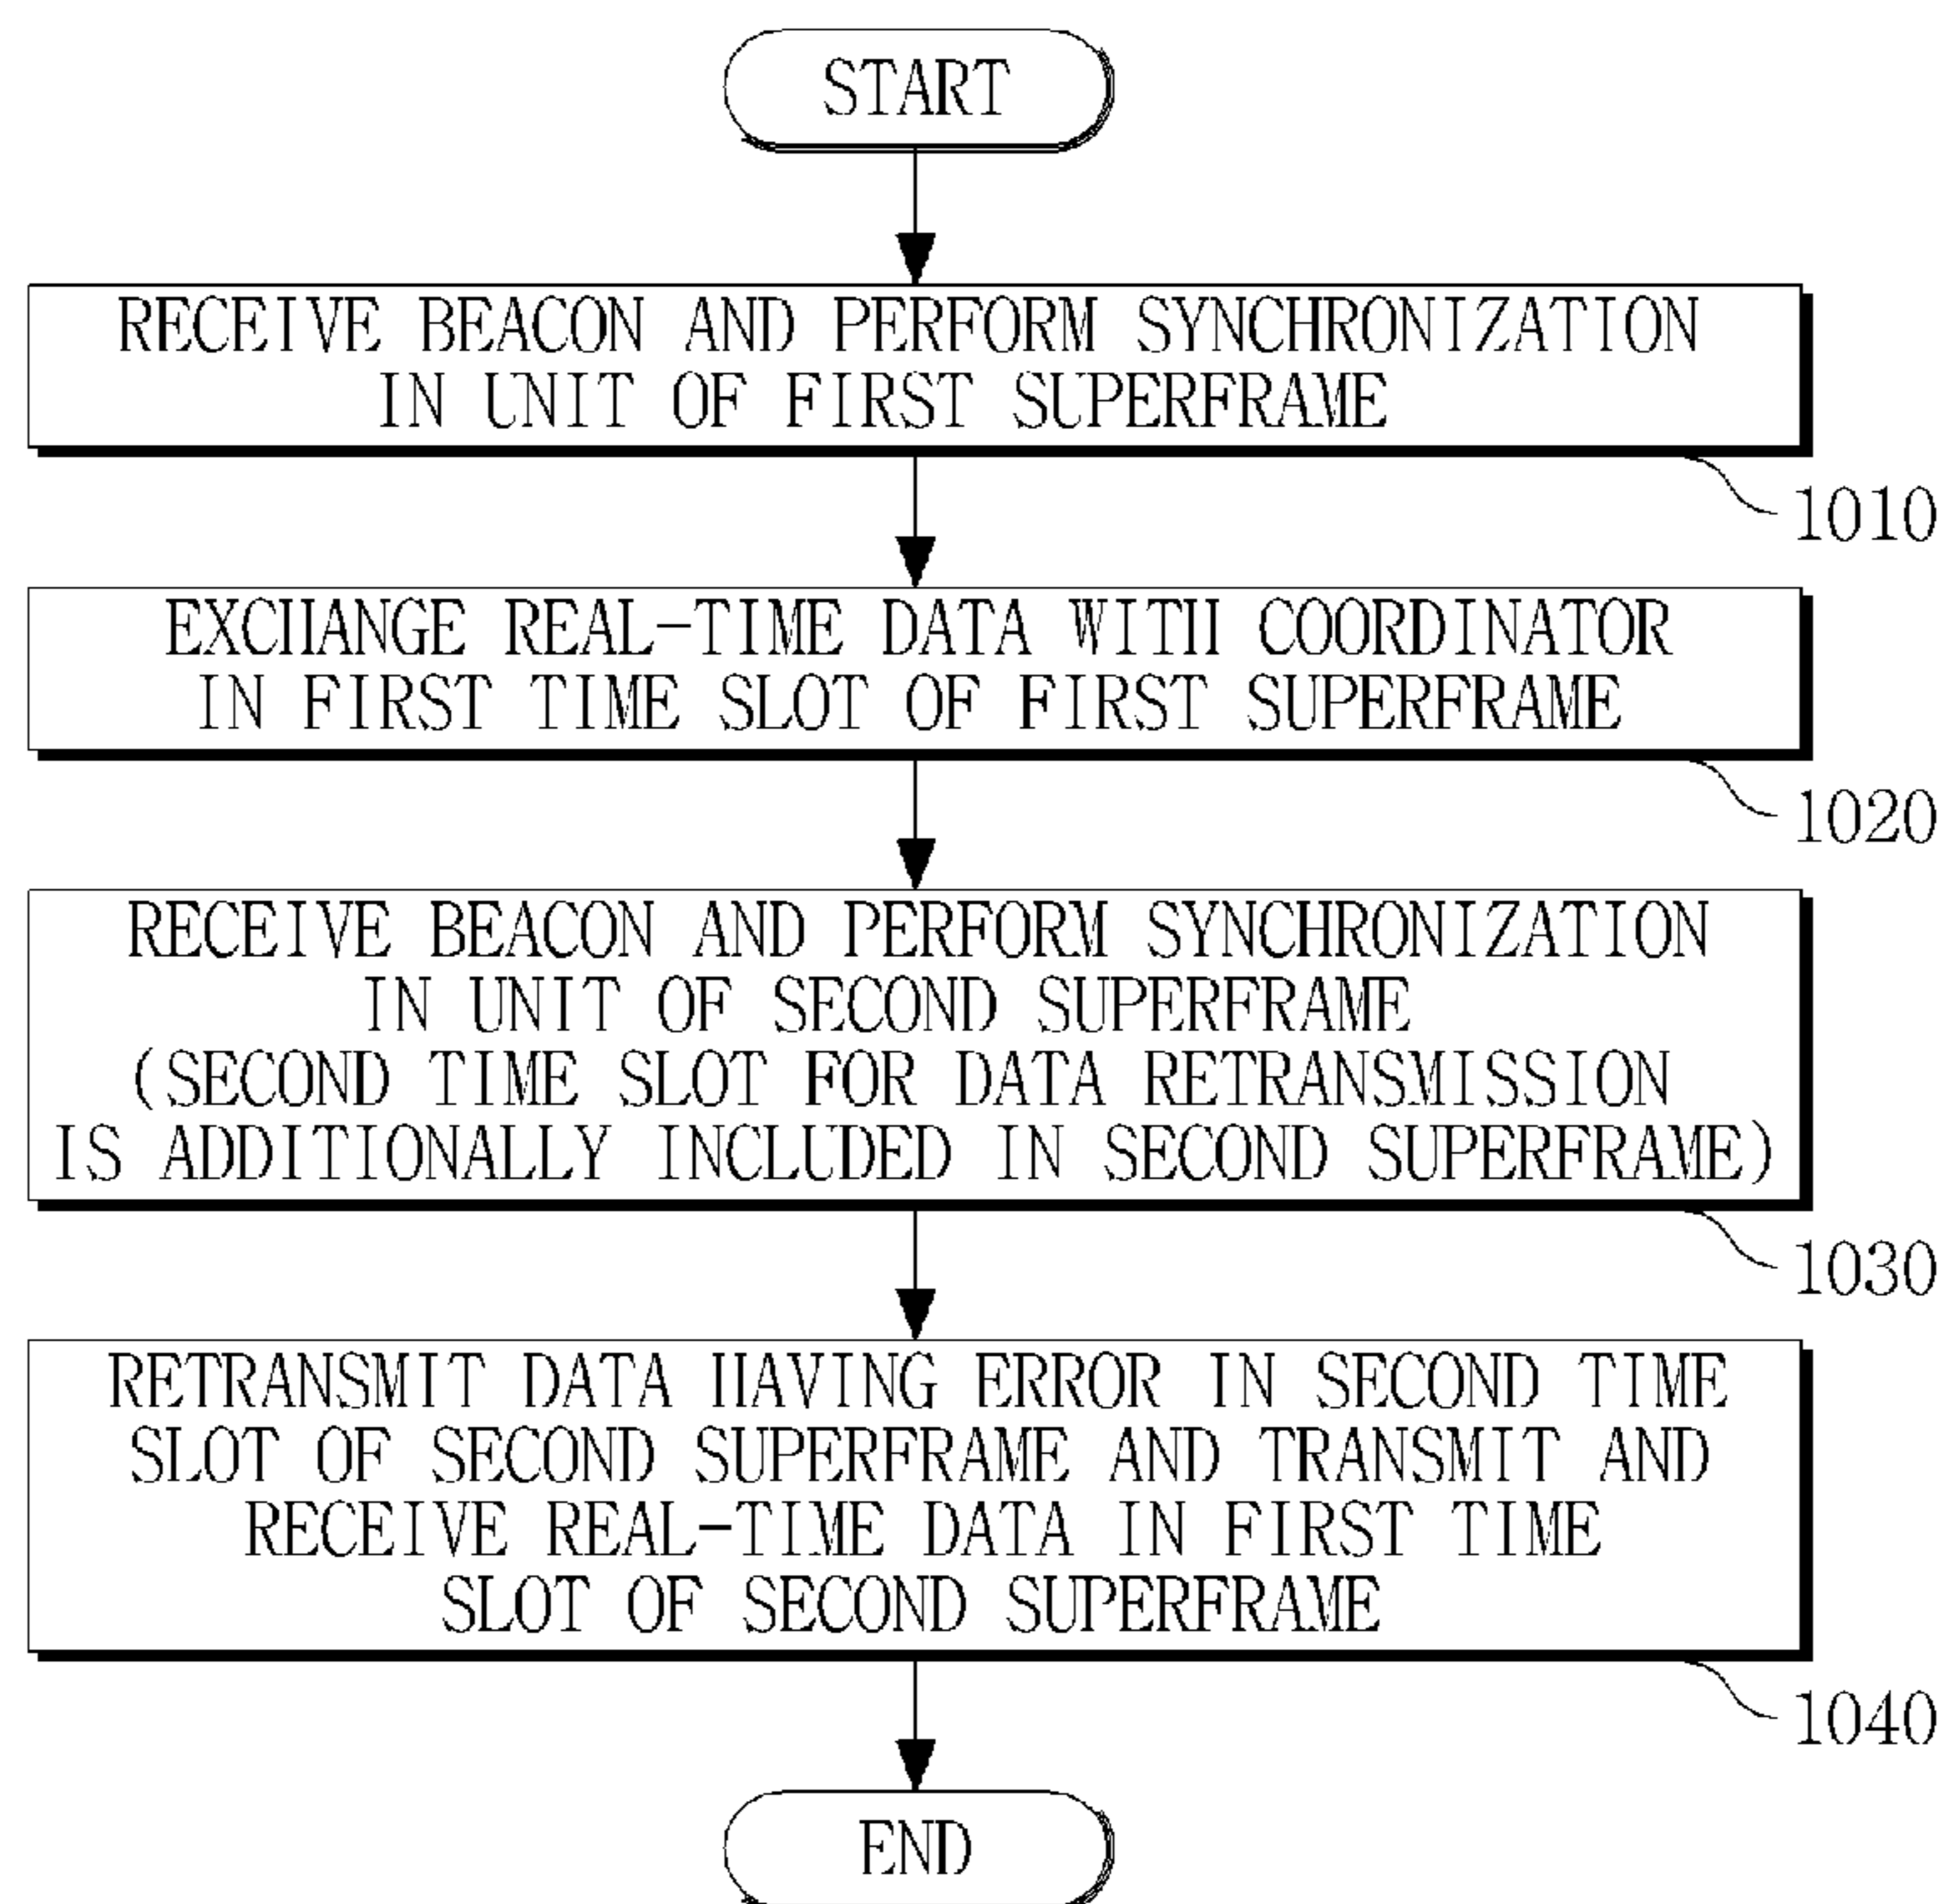 START
RECEIVE BEACON AND PERFORM SYNCHRONIZATION
IN UNIT OF FIRST SUPERFRAME
1010
EXCHANGE REAL-TIME DATA WITH COORDINATOR
IN FIRST TIME SLOT OF FIRST SUPERFRAME
1020
RECEIVE BEACON AND PERFORM SYNCHRONIZATION
IN UNIT OF SECOND SUPERFRAME
(SECOND TIME SLOT FOR DATA RETRANSMISSION
IS ADDITIONALLY INCLUDED IN SECOND SUPERFRAME)
1030
RETRANSMIT DATA HAVING ERROR IN SECOND TIME
SLOT OF SECOND SUPERFRAME AND TRANSMIT AND
RECEIVE REAL-TIME DATA IN FIRST TIME
SLOT OF SECOND SUPERFRAME
1040
END